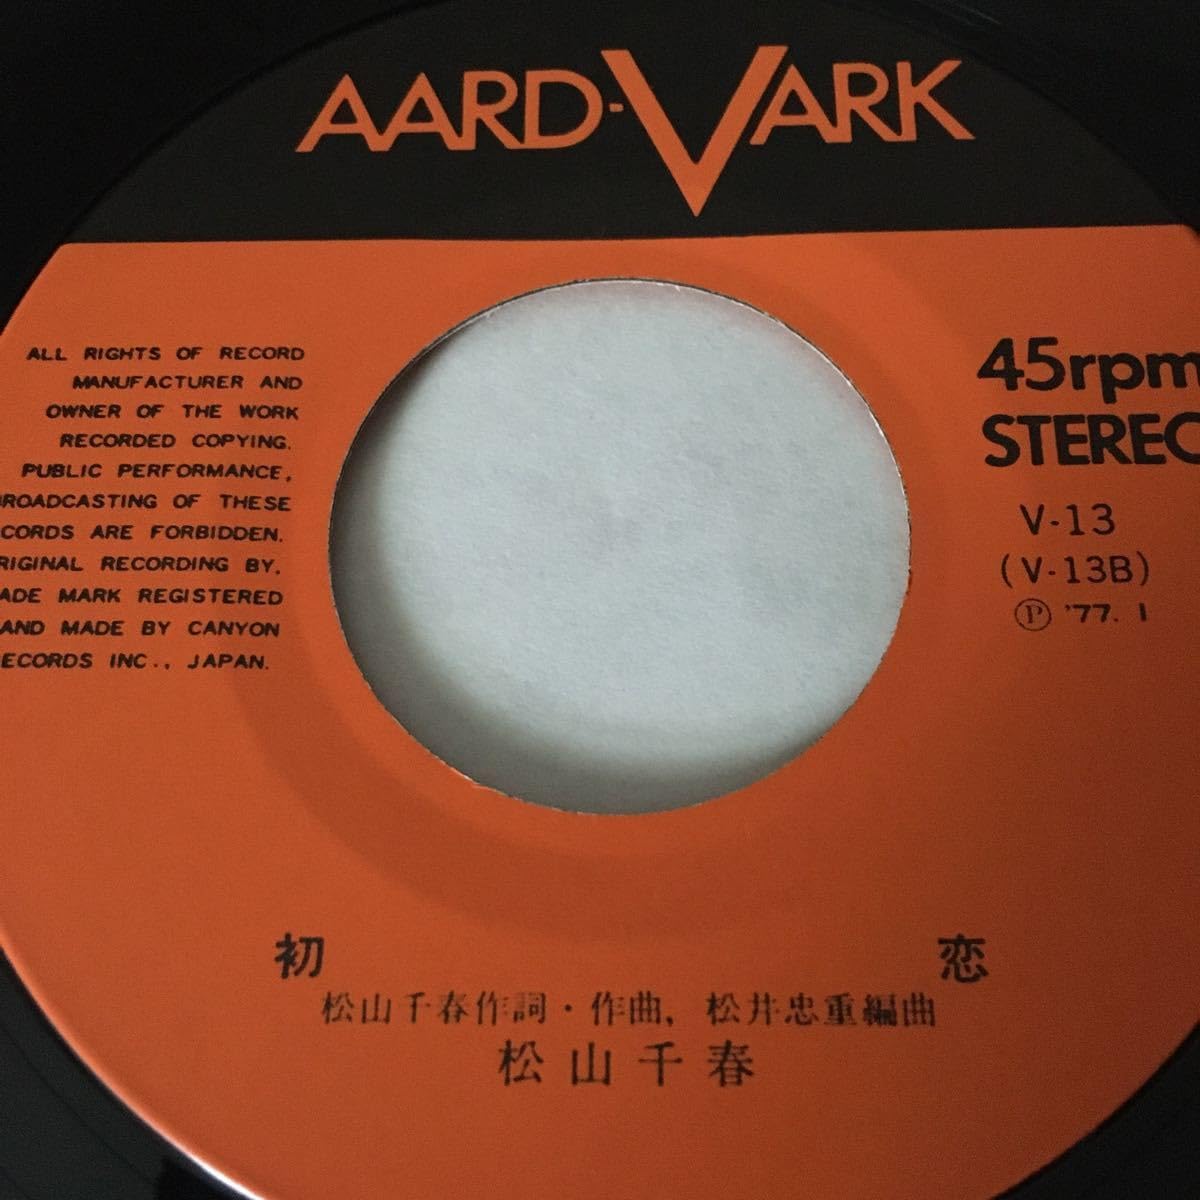 AARD-VARK
ALL RIGHTS OF RECORD
MANUFACTURER AND
OWNER OF THE WORK
RECORDED COPYING,
PUBLIC PERFORMANCE,
BROADCASTING OF THESE
CORDS ARE FORBIDDEN.
RIGINAL RECORDING BY,
ADE MARK REGISTERED
AND MADE BY CANYON
ECORDS INC., JAPAN.
45rpm
STEREO
V-13
(V-13B)
Ⓟ '77. 1
初 恋
松山千春作詞・作曲, 松井忠重編曲
松山千春